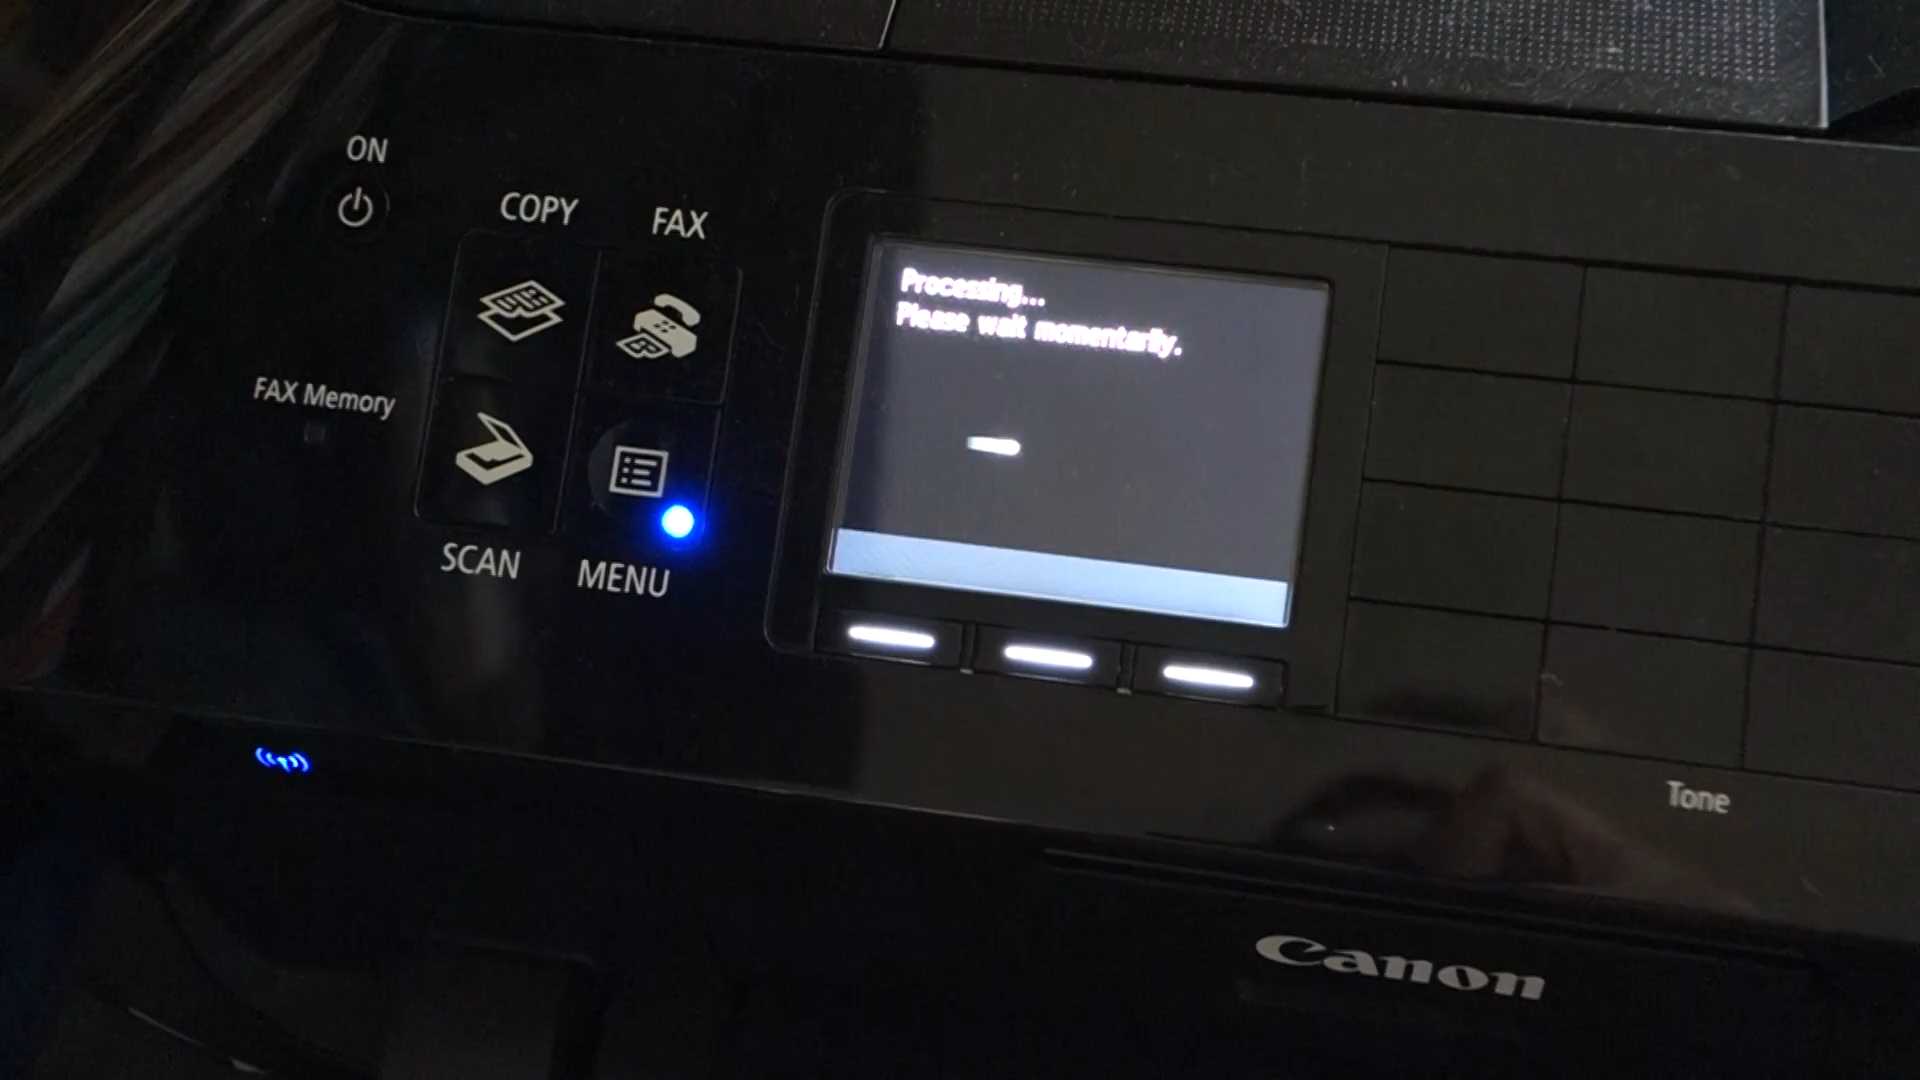 ON
COPY
FAX
Processing...
Please wait momentarily.
FAX Memory
SCAN
MENU
Tone
Canon